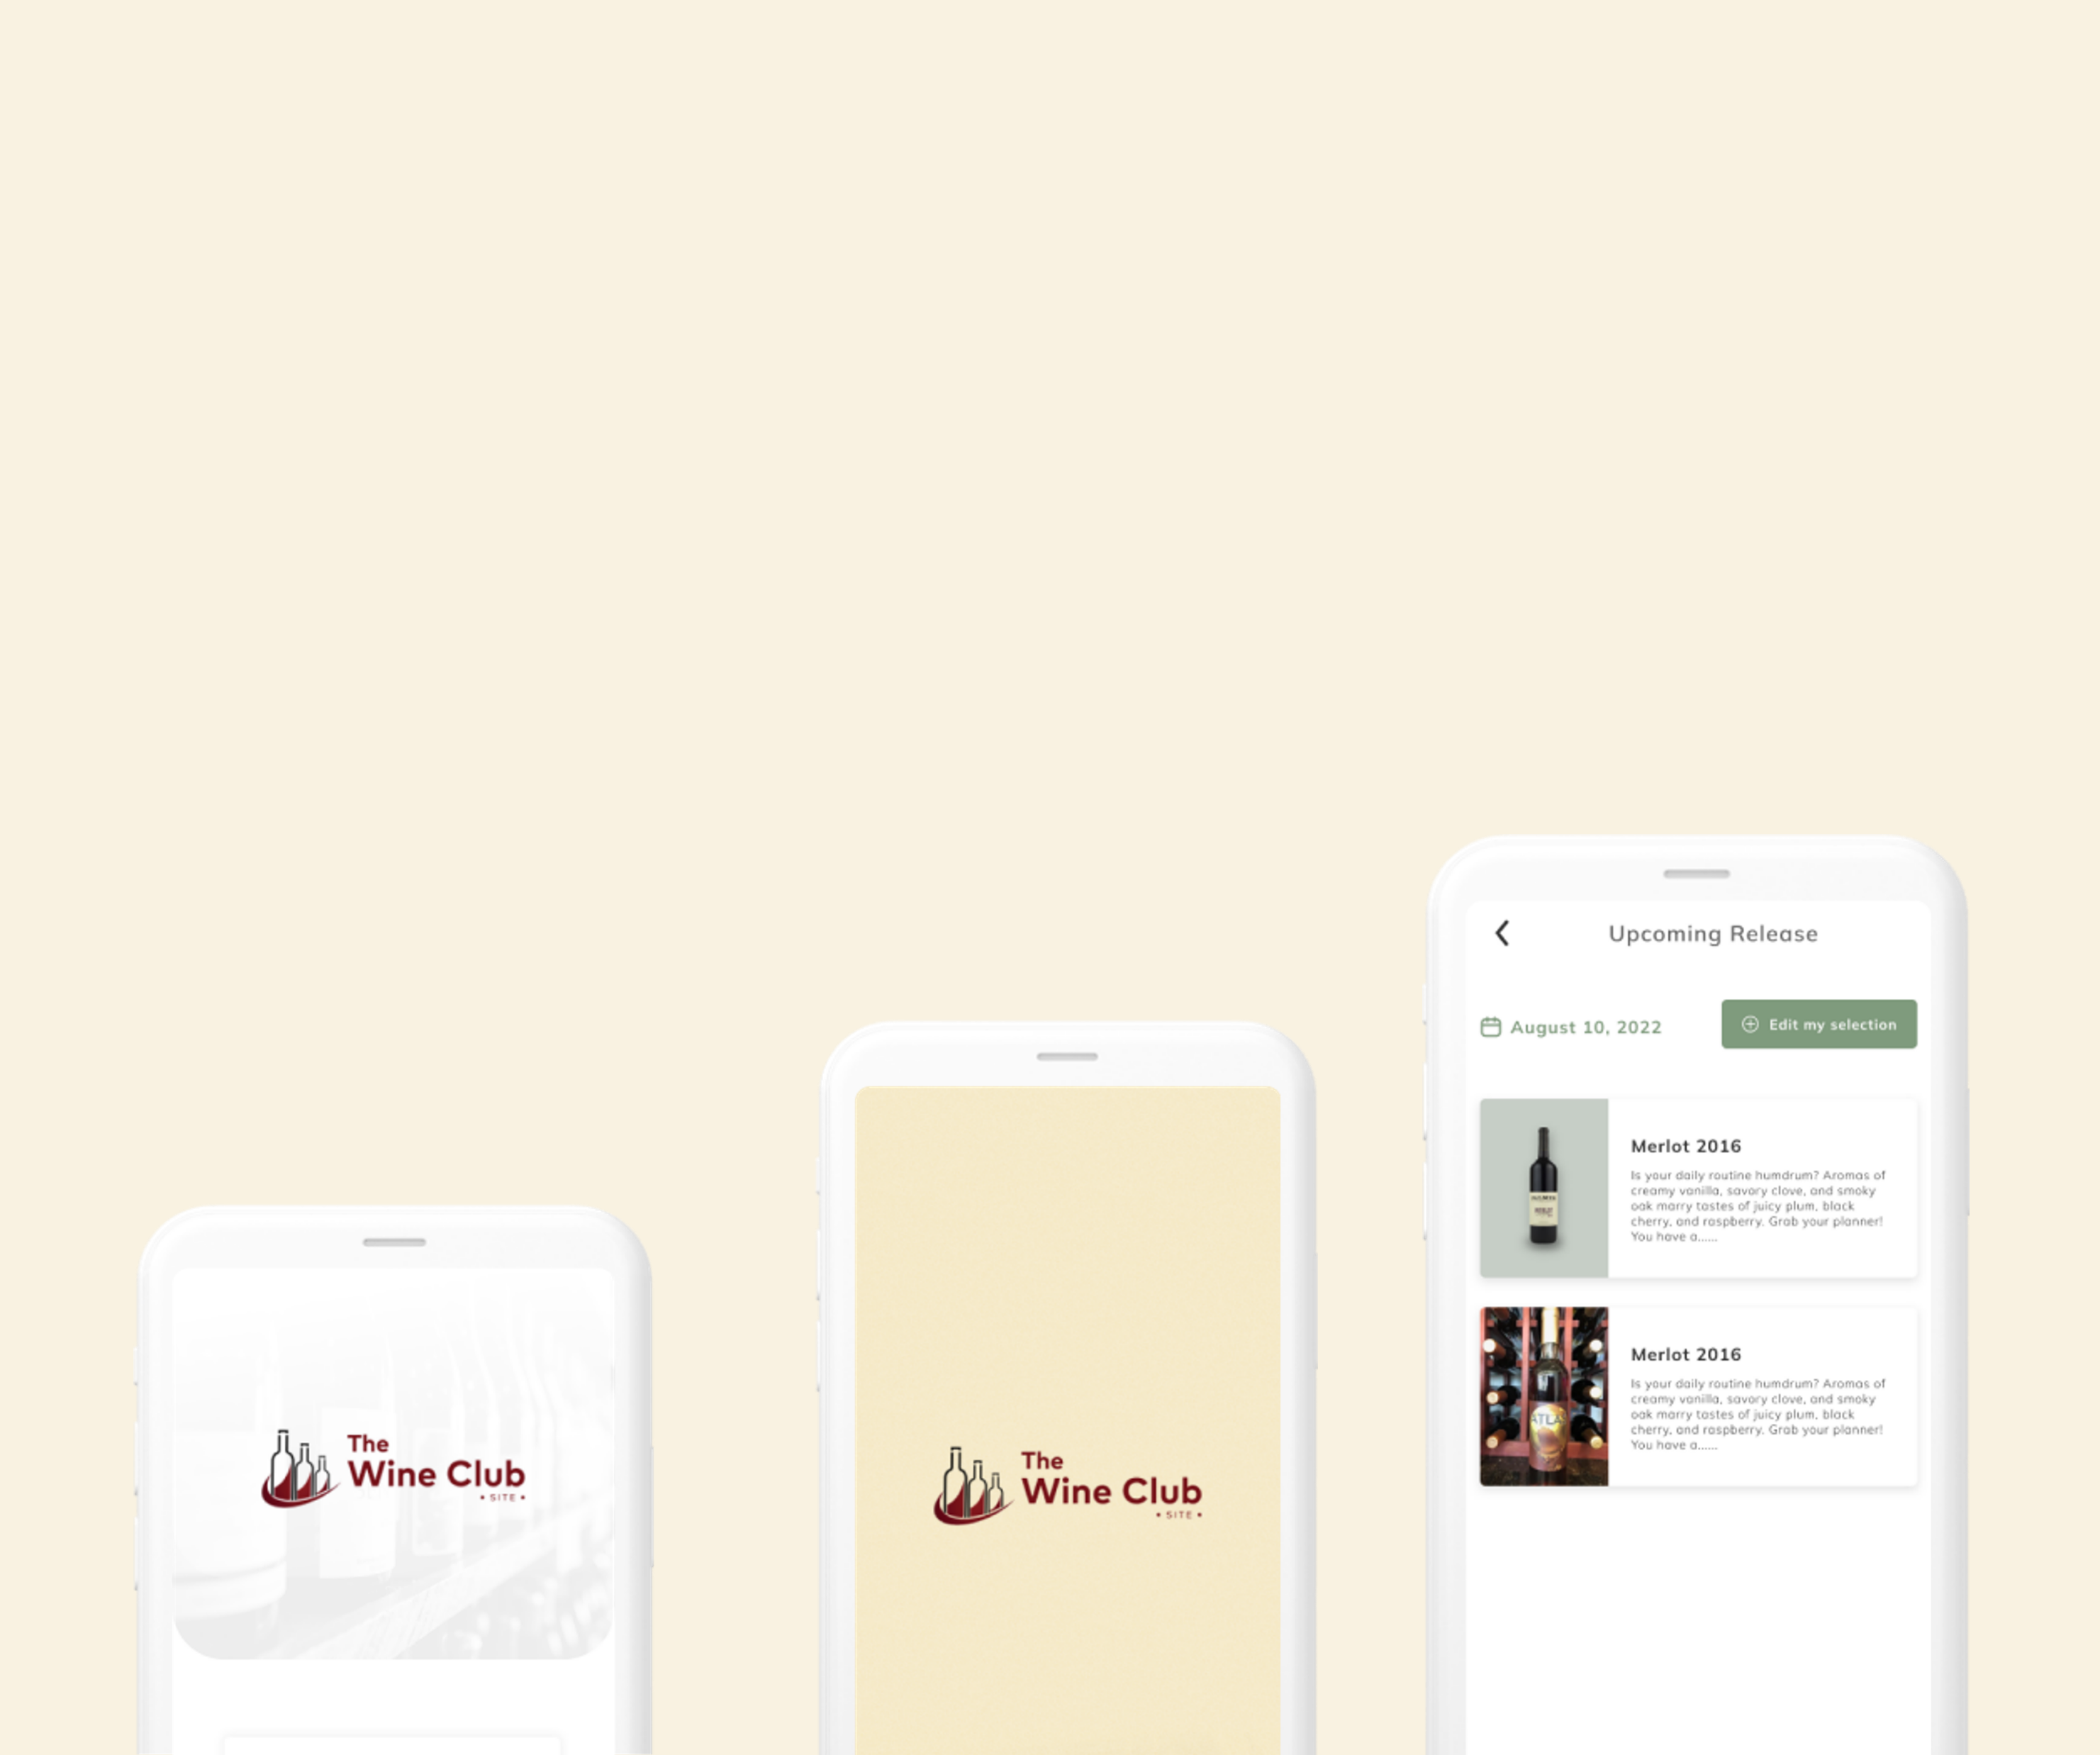 The
Wine Club
• SITE •
The
Wine Club
• SITE •
Upcoming Release
August 10, 2022
Edit my selection
Merlot 2016
Is your daily routine humdrum? Aromas of
creamy vanilla, savory clove, and smoky
oak marry tastes of juicy plum, black
cherry, and raspberry. Grab your planner!
You have a......
MERLOT
Merlot 2016
Is your daily routine humdrum? Aromas of
creamy vanilla, savory clove, and smoky
oak marry tastes of juicy plum, black
cherry, and raspberry. Grab your planner!
You have a......
ATLA